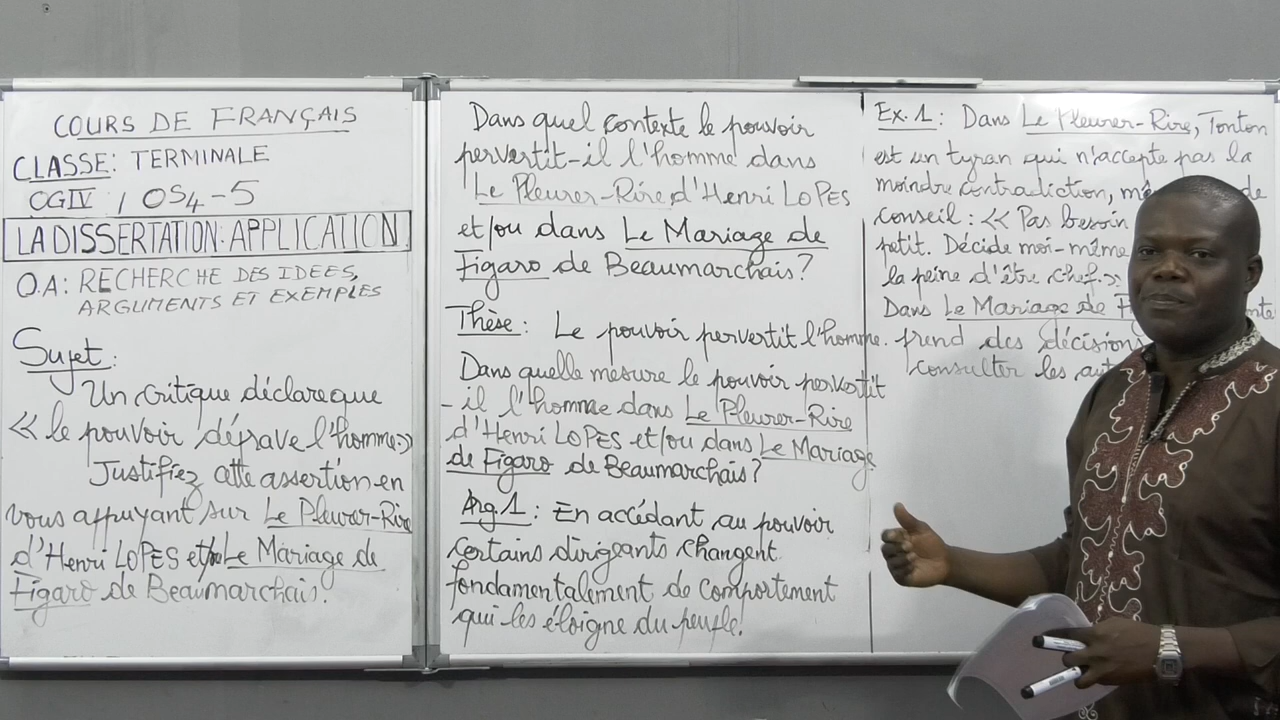 COURS DE FRANÇAIS
CLASSE: TERMINALE
OGIV / OS4-5
LA DISSERTATION: APPLICATION
O.A: RECHERCHE DES IDEES,
ARGUMENTS ET EXEMPLES
Sujet:
Un critique déclare que
<< le pouvoir déprave l'homme>>
Justifiez cette assertion en
vous appuyant sur Le Pleurer-Rire
d'Henri LOPES et/ou Le Mariage de
Figaro de Beaumarchais.
Dans quel contexte le pouvoir
pervertit-il l'homme dans
Le Pleurer-Rire d'Henri LOPES
et/ou dans Le Mariage de
Figaro de Beaumarchais?
Thèse: Le pouvoir pervertit l'homme.
Dans quelle mesure le pouvoir pervertit
-il l'homme dans Le Pleurer-Rire
d'Henri LOPES et/ou dans Le Mariage
de Figaro de Beaumarchais?
Arg.1: En accédant au pouvoir
certains dirigeants changent
fondamentalement de comportement
qui les éloigne du peuple.
Ex.1: Dans Le Pleurer-Rire, Tonton
est un tyran qui n'accepte pas la
moindre contradiction, de
conseil: << Pas besoin
petit. Décide moi-même
la peine d'être chef.>>
Dans Le Mariage de
prend des décisions
consulter les